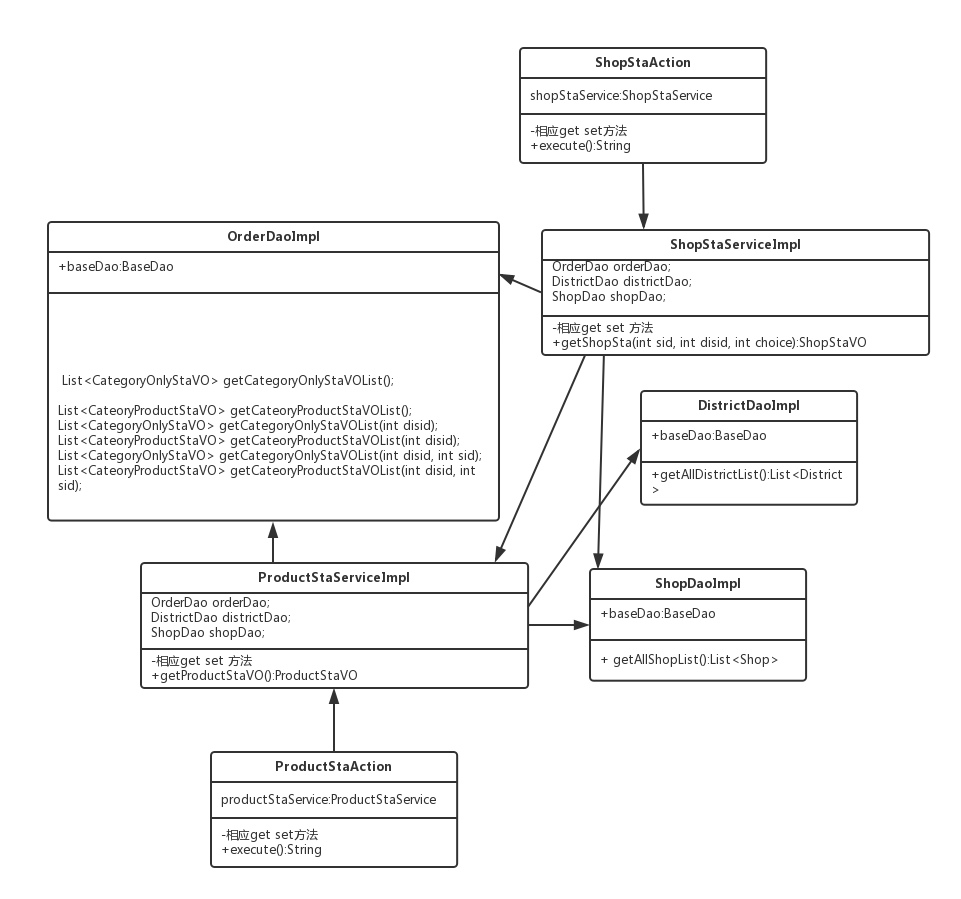 ShopStaAction
shopStaService:ShopStaService
-相应get set方法
+execute():String
OrderDaoImpl
+baseDao:BaseDao
List<CategoryOnlyStaVO> getCategoryOnlyStaVOList();
List<CateoryProductStaVO> getCateoryProductStaVOList();
List<CategoryOnlyStaVO> getCategoryOnlyStaVOList(int disid);
List<CateoryProductStaVO> getCateoryProductStaVOList(int disid);
List<CategoryOnlyStaVO> getCategoryOnlyStaVOList(int disid, int sid);
List<CateoryProductStaVO> getCateoryProductStaVOList(int disid, int
sid);
ShopStaServiceImpl
OrderDao orderDao;
DistrictDao districtDao;
ShopDao shopDao;
-相应get set 方法
+getShopSta(int sid, int disid, int choice):ShopStaVO
DistrictDaoImpl
+baseDao:BaseDao
+getAllDistrictList():List<District
>
ProductStaServiceImpl
OrderDao orderDao;
DistrictDao districtDao;
ShopDao shopDao;
-相应get set 方法
+getProductStaVO():ProductStaVO
ShopDaoImpl
+baseDao:BaseDao
+ getAllShopList():List<Shop>
ProductStaAction
productStaService:ProductStaService
-相应get set方法
+execute():String